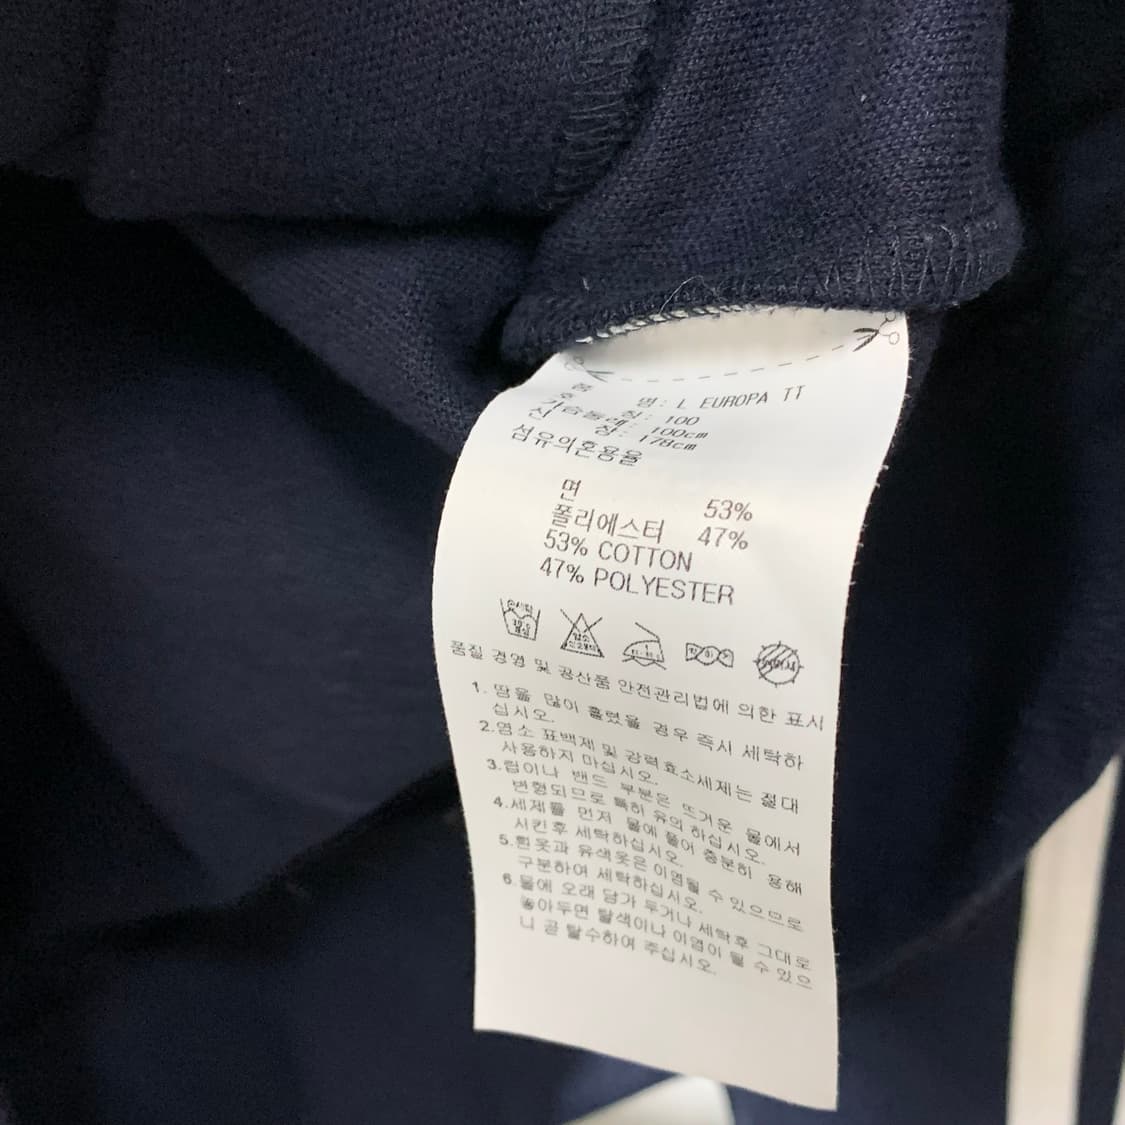 품 명: L EUROPA TT
호 칭: 100
가슴둘레: 100cm
신 장: 178cm
섬유의혼용율
면 53%
폴리에스터 47%
53% COTTON
47% POLYESTER
품질 경영 및 공산품 안전관리법에 의한 표시
1. 땀을 많이 흘렸을 경우 즉시 세탁하
십시오.
2.염소 표백제 및 강력효소세제는 절대
사용하지 마십시오.
3.립이나 밴드 부분은 뜨거운 물에서
변형되므로 특히 유의 하십시오.
4.세제를 먼저 물에 풀어 충분히 용해
시킨후 세탁하십시오.
5.흰옷과 유색옷은 이염될 수 있으므로
구분하여 세탁하십시오.
6.물에 오래 담가 두거나 세탁후 그대로
놓아두면 탈색이나 이염이 될 수 있으
니 곧 탈수하여 주십시오.